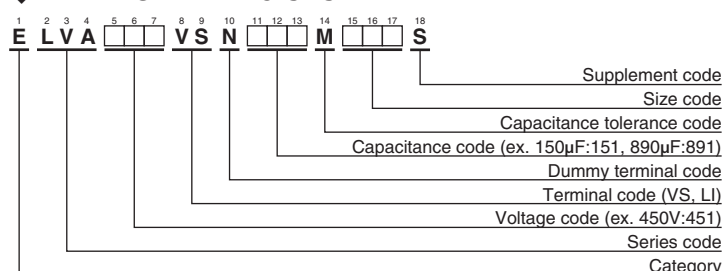 1 2 3 4 5 6 7 8 9 10 11 12 13 14 15 16 17 18
E L V A V S N M S
Supplement code
Size code
Capacitance tolerance code
Capacitance code (ex. 150µF:151, 890µF:891)
Dummy terminal code
Terminal code (VS, LI)
Voltage code (ex. 450V:451)
Series code
Category